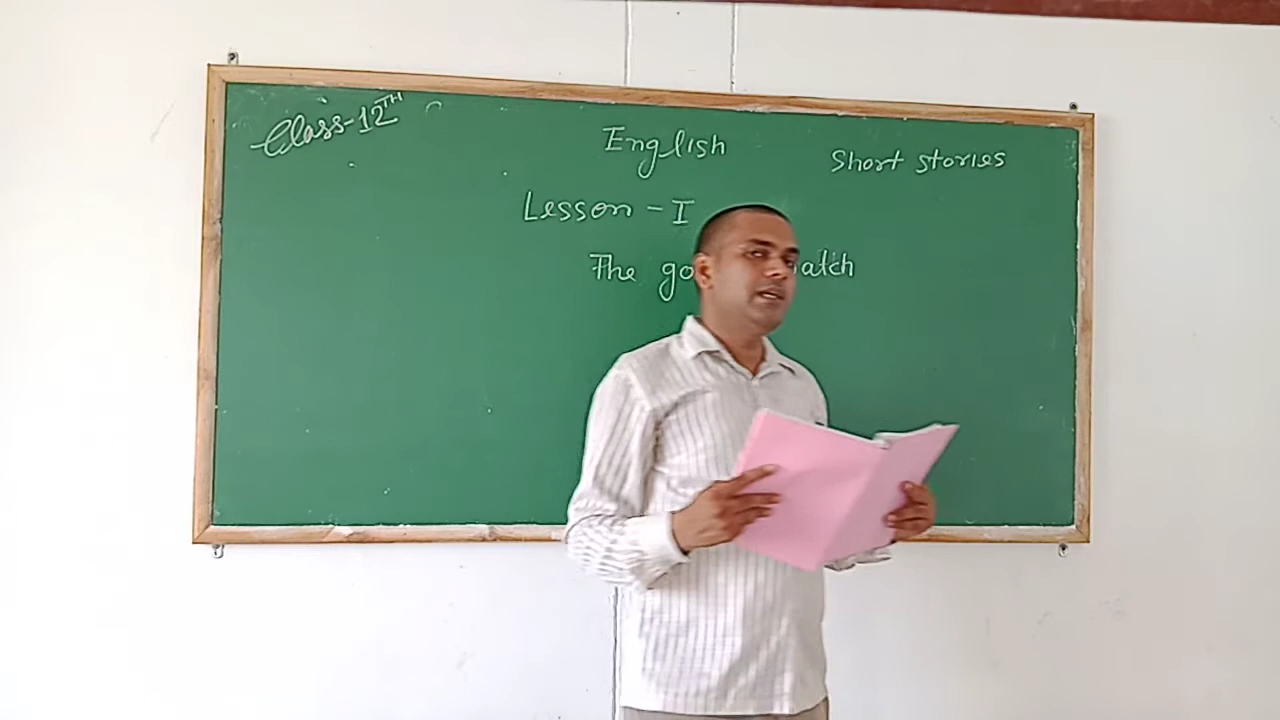 Class-12TH
English
Short stories
Lesson - I
The go atch